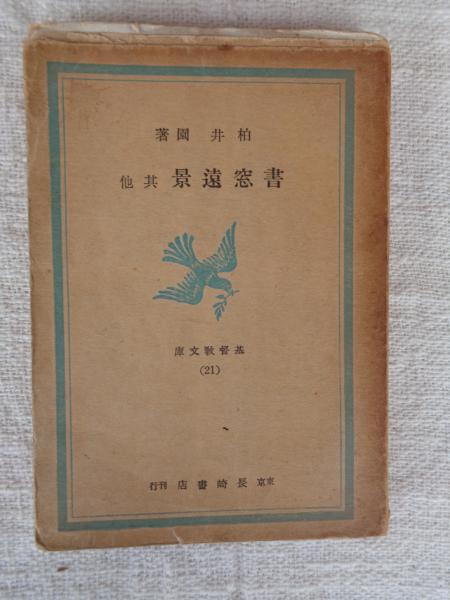 柏井園著
書窓遠景 其他
基督敎文庫
(21)
東京 長崎書店 刊行